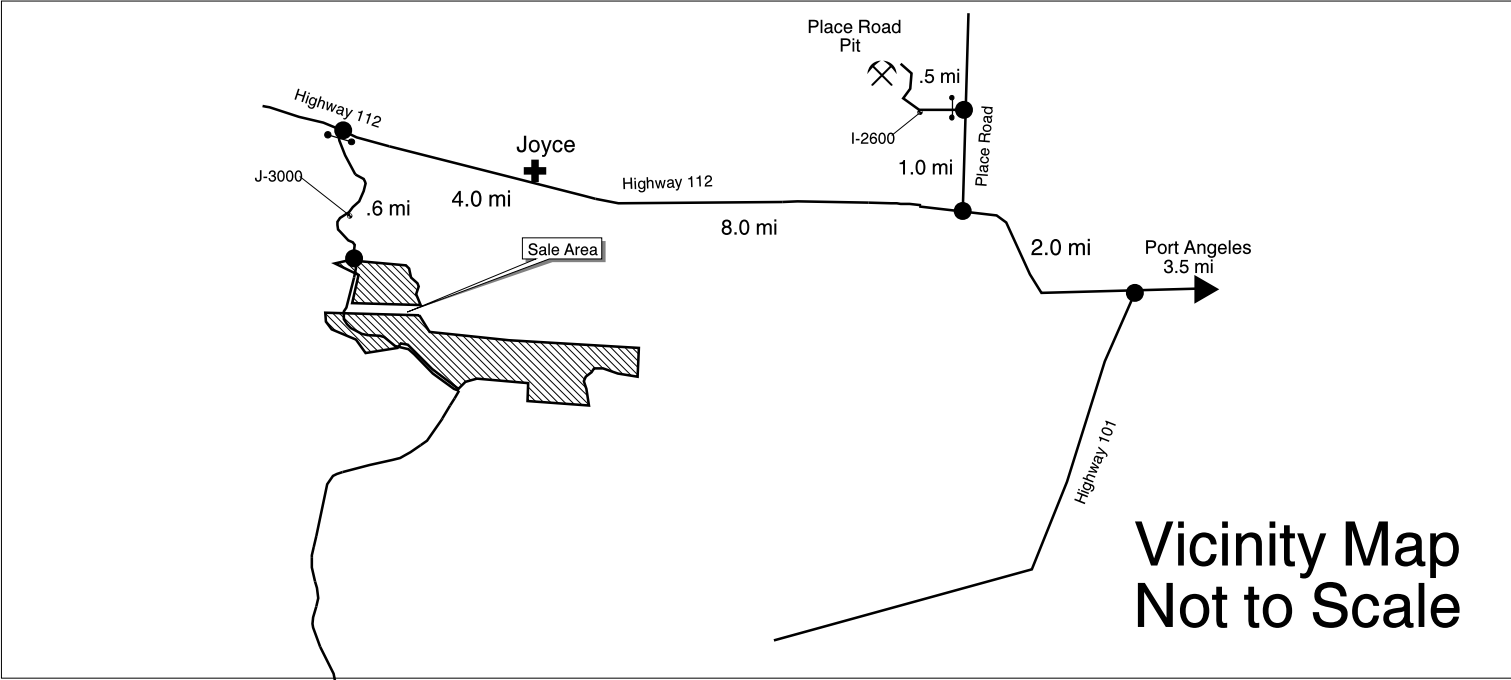 Place Road
Pit
.5 mi
Highway 112
I-2600
Place Road
Joyce
1.0 mi
J-3000
Highway 112
4.0 mi
.6 mi
8.0 mi
Sale Area
2.0 mi
Port Angeles
3.5 mi
Highway 101
Vicinity Map
Not to Scale